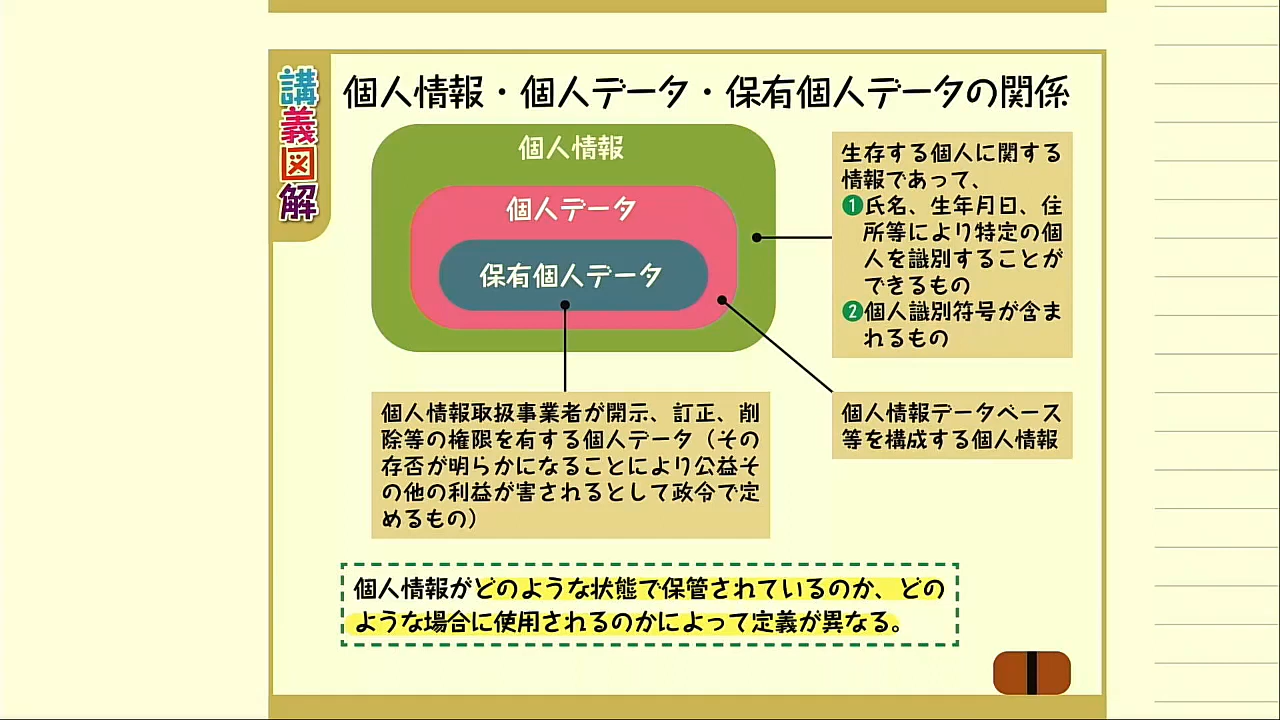 講義図解
個人情報・個人データ・保有個人データの関係
個人情報
個人データ
保有個人データ
生存する個人に関する
情報であって、
❶氏名、生年月日、住
所等により特定の個
人を識別することが
できるもの
❷個人識別符号が含ま
れるもの
個人情報取扱事業者が開示、訂正、削
除等の権限を有する個人データ（その
存否が明らかになることにより公益そ
の他の利益が害されるとして政令で定
めるもの）
個人情報データベース
等を構成する個人情報
個人情報がどのような状態で保管されているのか、どの
ような場合に使用されるのかによって定義が異なる。